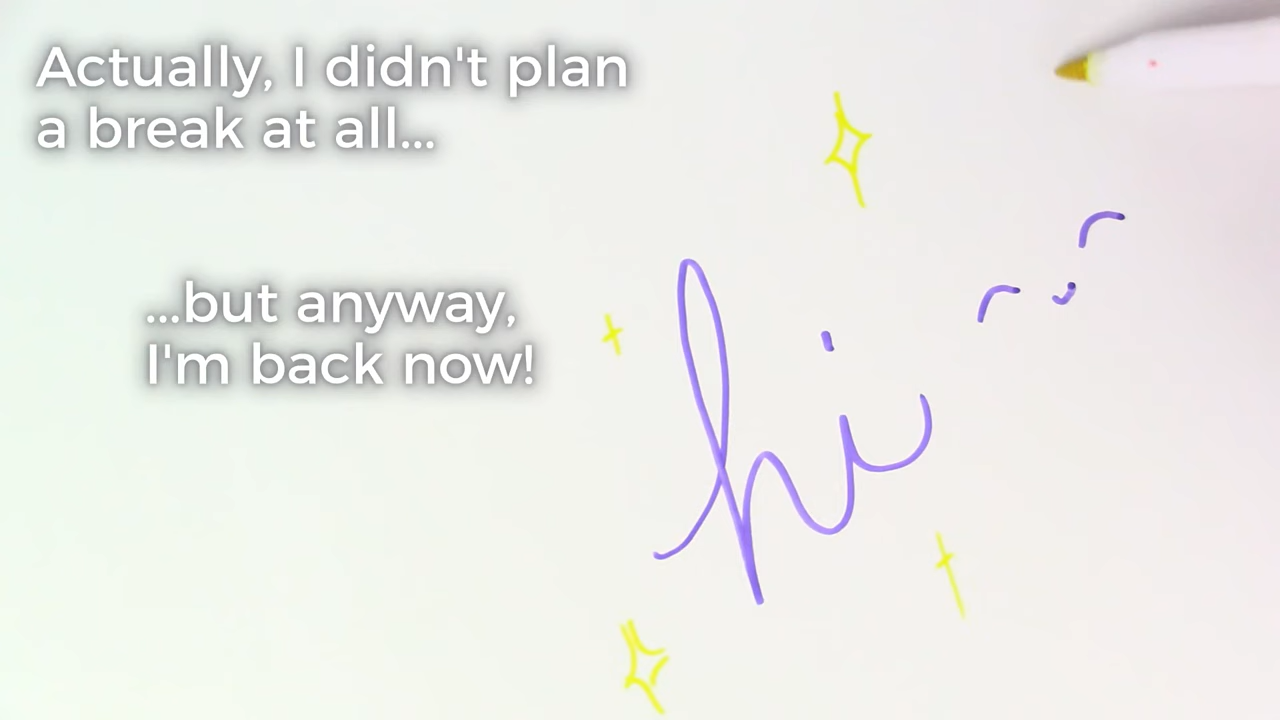 Actually, I didn't plan
a break at all...
...but anyway,
I'm back now!
hi